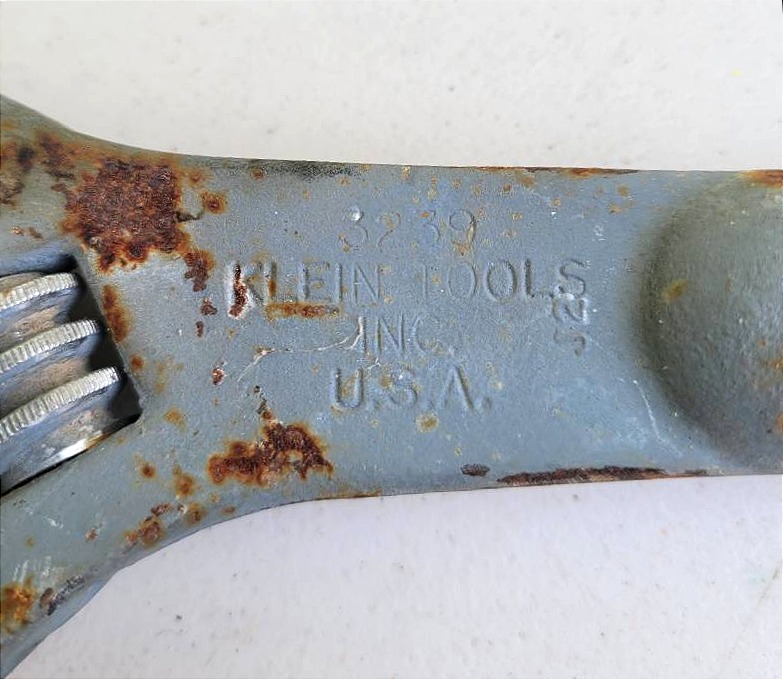 3239
KLEIN TOOLS
INC.
U.S.A.